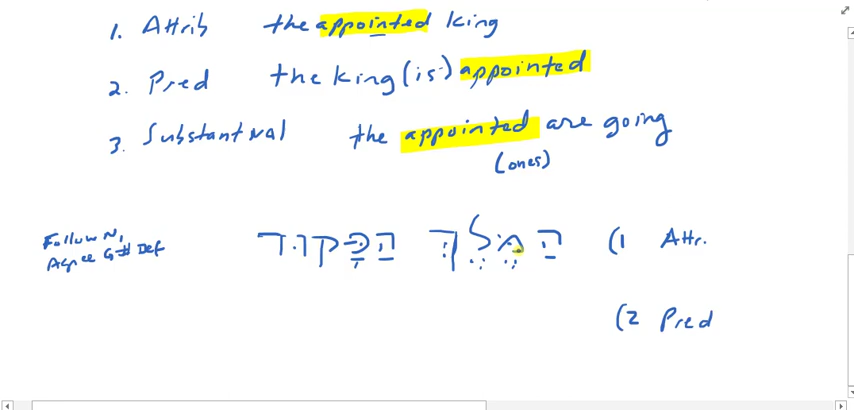 1. Attrib the appointed king
2. Pred the king (is) appointed
3. Substantival the appointed are going
(ones)
Follow N,
Agree G # Def
(1 Attr. הַמֶּלֶךְ הַפָּקוּד
(2 Pred